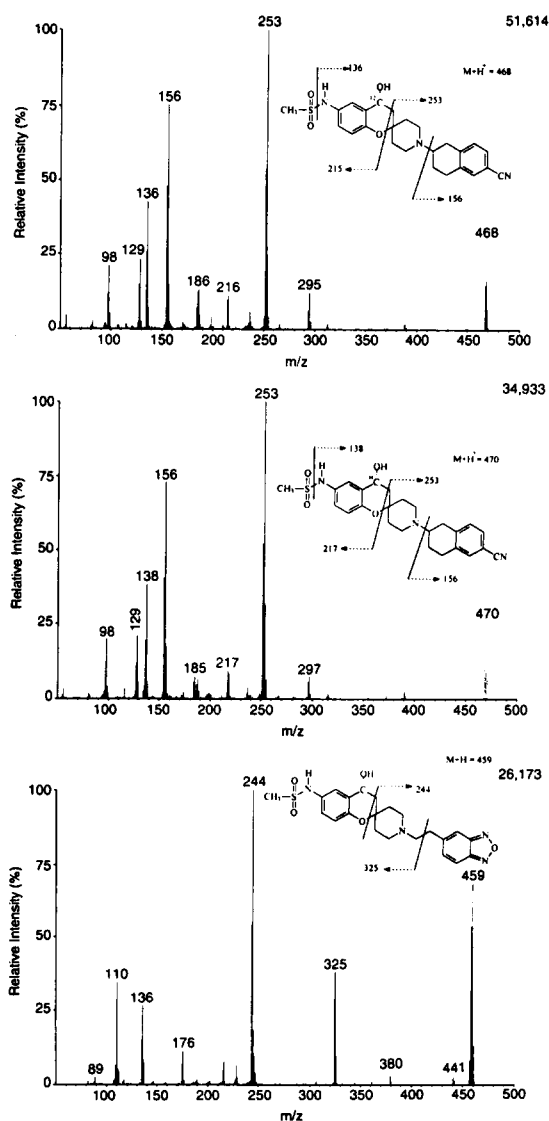 51,614
253
100
136
OH
M+H⁺ = 468
H
N
O
CH₃
S
O
253
156
75
O
N
215
CN
156
50
136
Relative Intensity (%)
468
25
98
129
186
216
295
0
100
150
200
250
300
350
400
450
500
m/z
34,933
253
100
138
OH
M+H⁺ = 470
H
N
O
CH₃
S
O
253
156
75
O
N
217
CN
156
50
138
Relative Intensity (%)
470
25
98
129
185
217
297
0
100
150
200
250
300
350
400
450
500
m/z
M+H = 459
26,173
244
100
OH
H
N
O
CH₃
S
O
244
O
N
N
O
N
325
459
75
50
325
Relative Intensity (%)
110
136
25
176
89
380
441
0
100
150
200
250
300
350
400
450
500
m/z